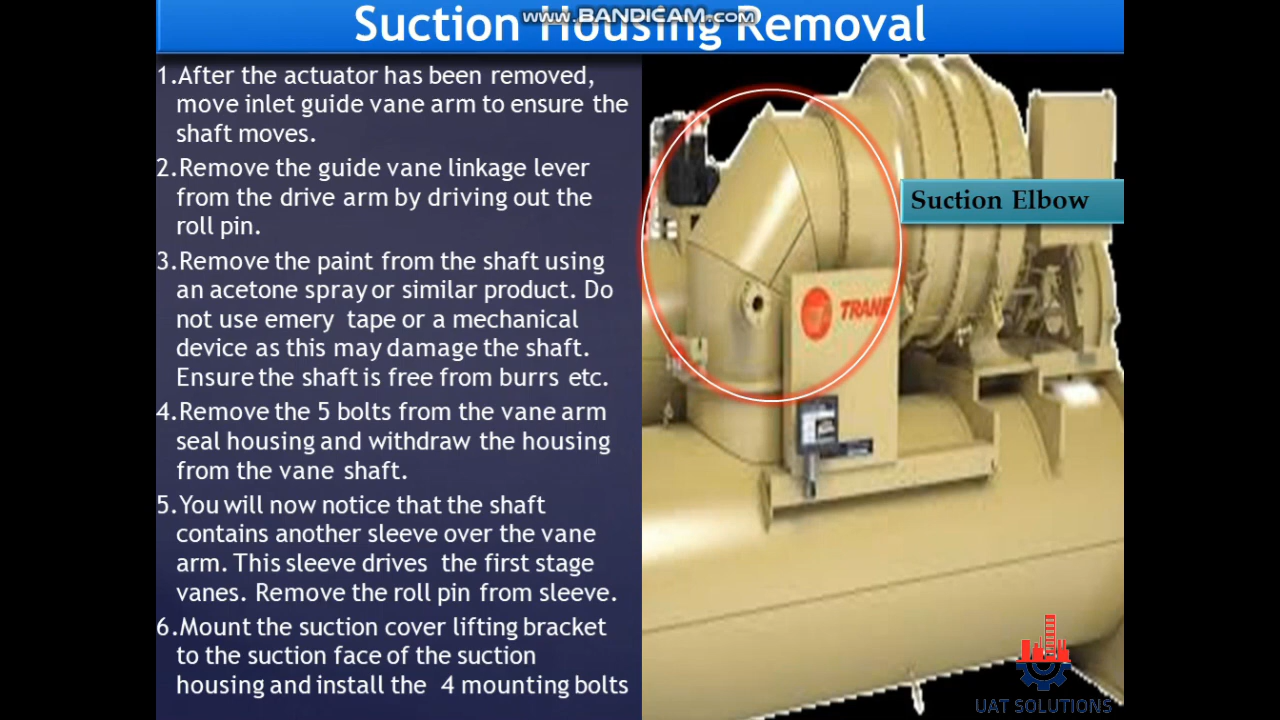 www.BANDICAM.com
Suction Housing Removal
1.After the actuator has been removed,
move inlet guide vane arm to ensure the
shaft moves.
2.Remove the guide vane linkage lever
from the drive arm by driving out the
roll pin.
3.Remove the paint from the shaft using
an acetone spray or similar product. Do
not use emery tape or a mechanical
device as this may damage the shaft.
Ensure the shaft is free from burrs etc.
4.Remove the 5 bolts from the vane arm
seal housing and withdraw the housing
from the vane shaft.
5.You will now notice that the shaft
contains another sleeve over the vane
arm. This sleeve drives the first stage
vanes. Remove the roll pin from sleeve.
6.Mount the suction cover lifting bracket
to the suction face of the suction
housing and install the 4 mounting bolts
Suction Elbow
TRANE
UAT SOLUTIONS